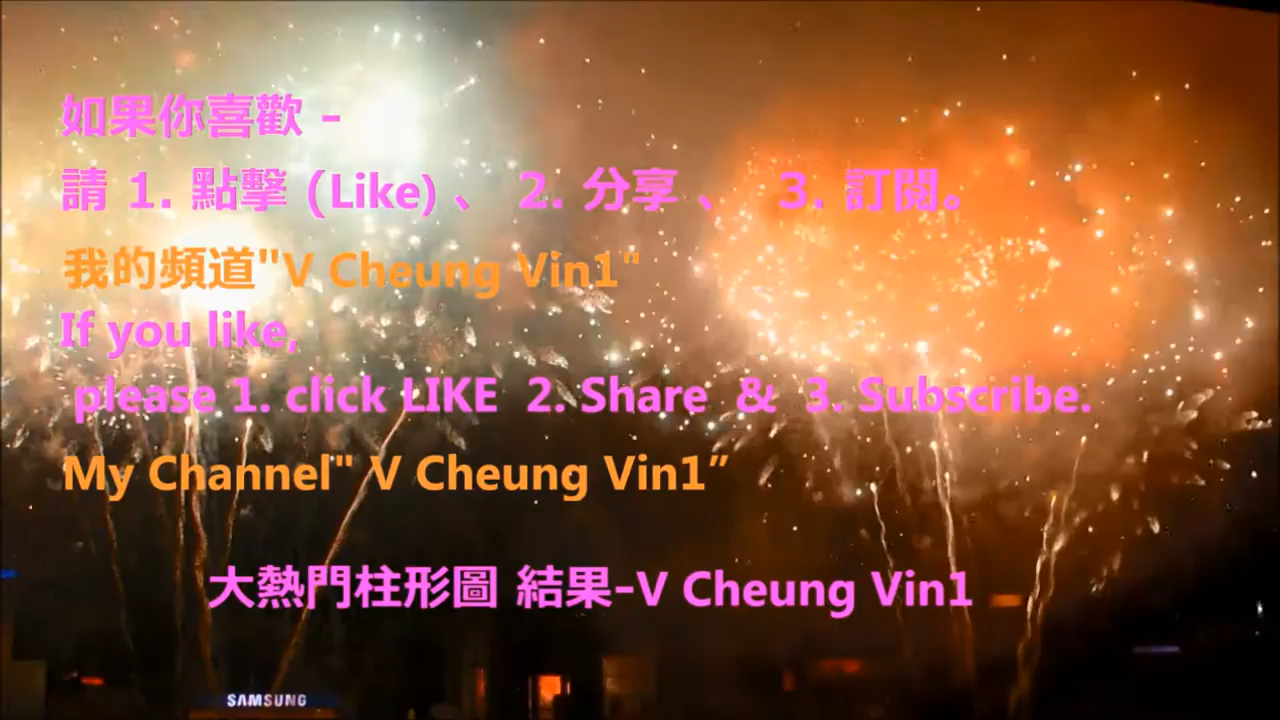 如果你喜歡 -
請 1. 點擊 (Like) 、 2. 分享 、 3. 訂閱。
我的頻道"V Cheung Vin1"
If you like,
please 1. click LIKE 2. Share & 3. Subscribe.
My Channel" V Cheung Vin1”
大熱門柱形圖 結果-V Cheung Vin1
SAMSUNG